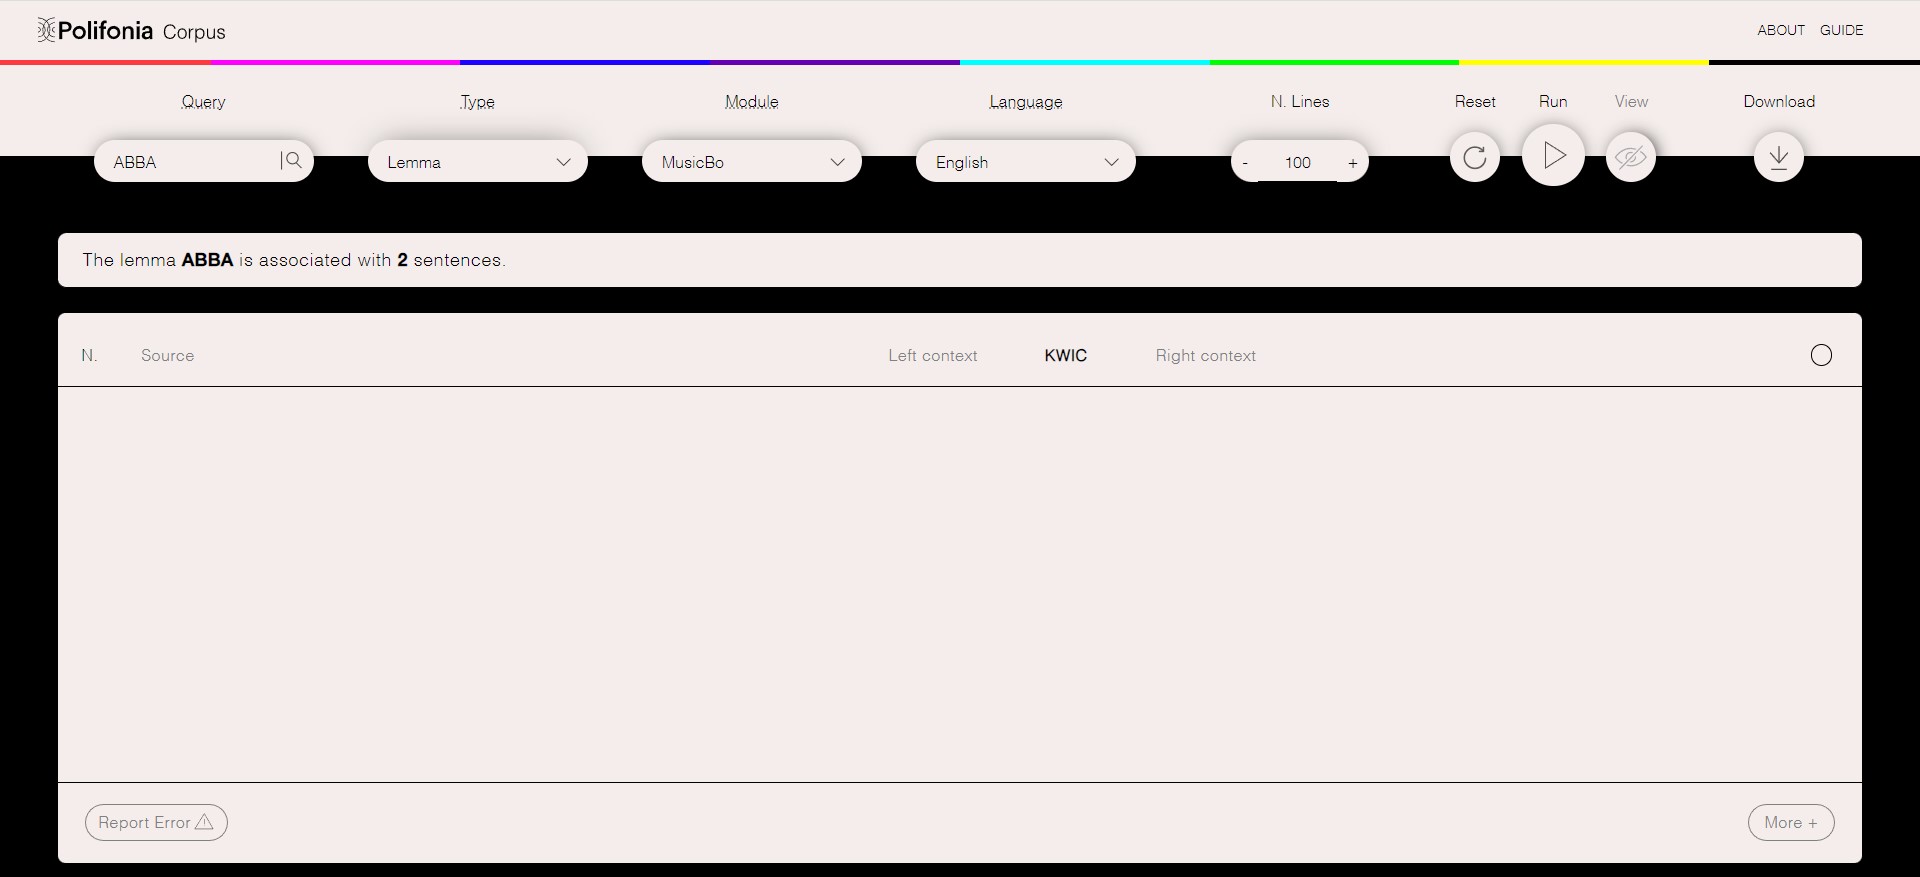 Polifonia Corpus
ABOUT GUIDE
Query Type Module Language N. Lines Reset Run View Download
ABBA Lemma MusicBo English - 100 +
The lemma ABBA is associated with 2 sentences.
N. Source Left context KWIC Right context
Report Error More +